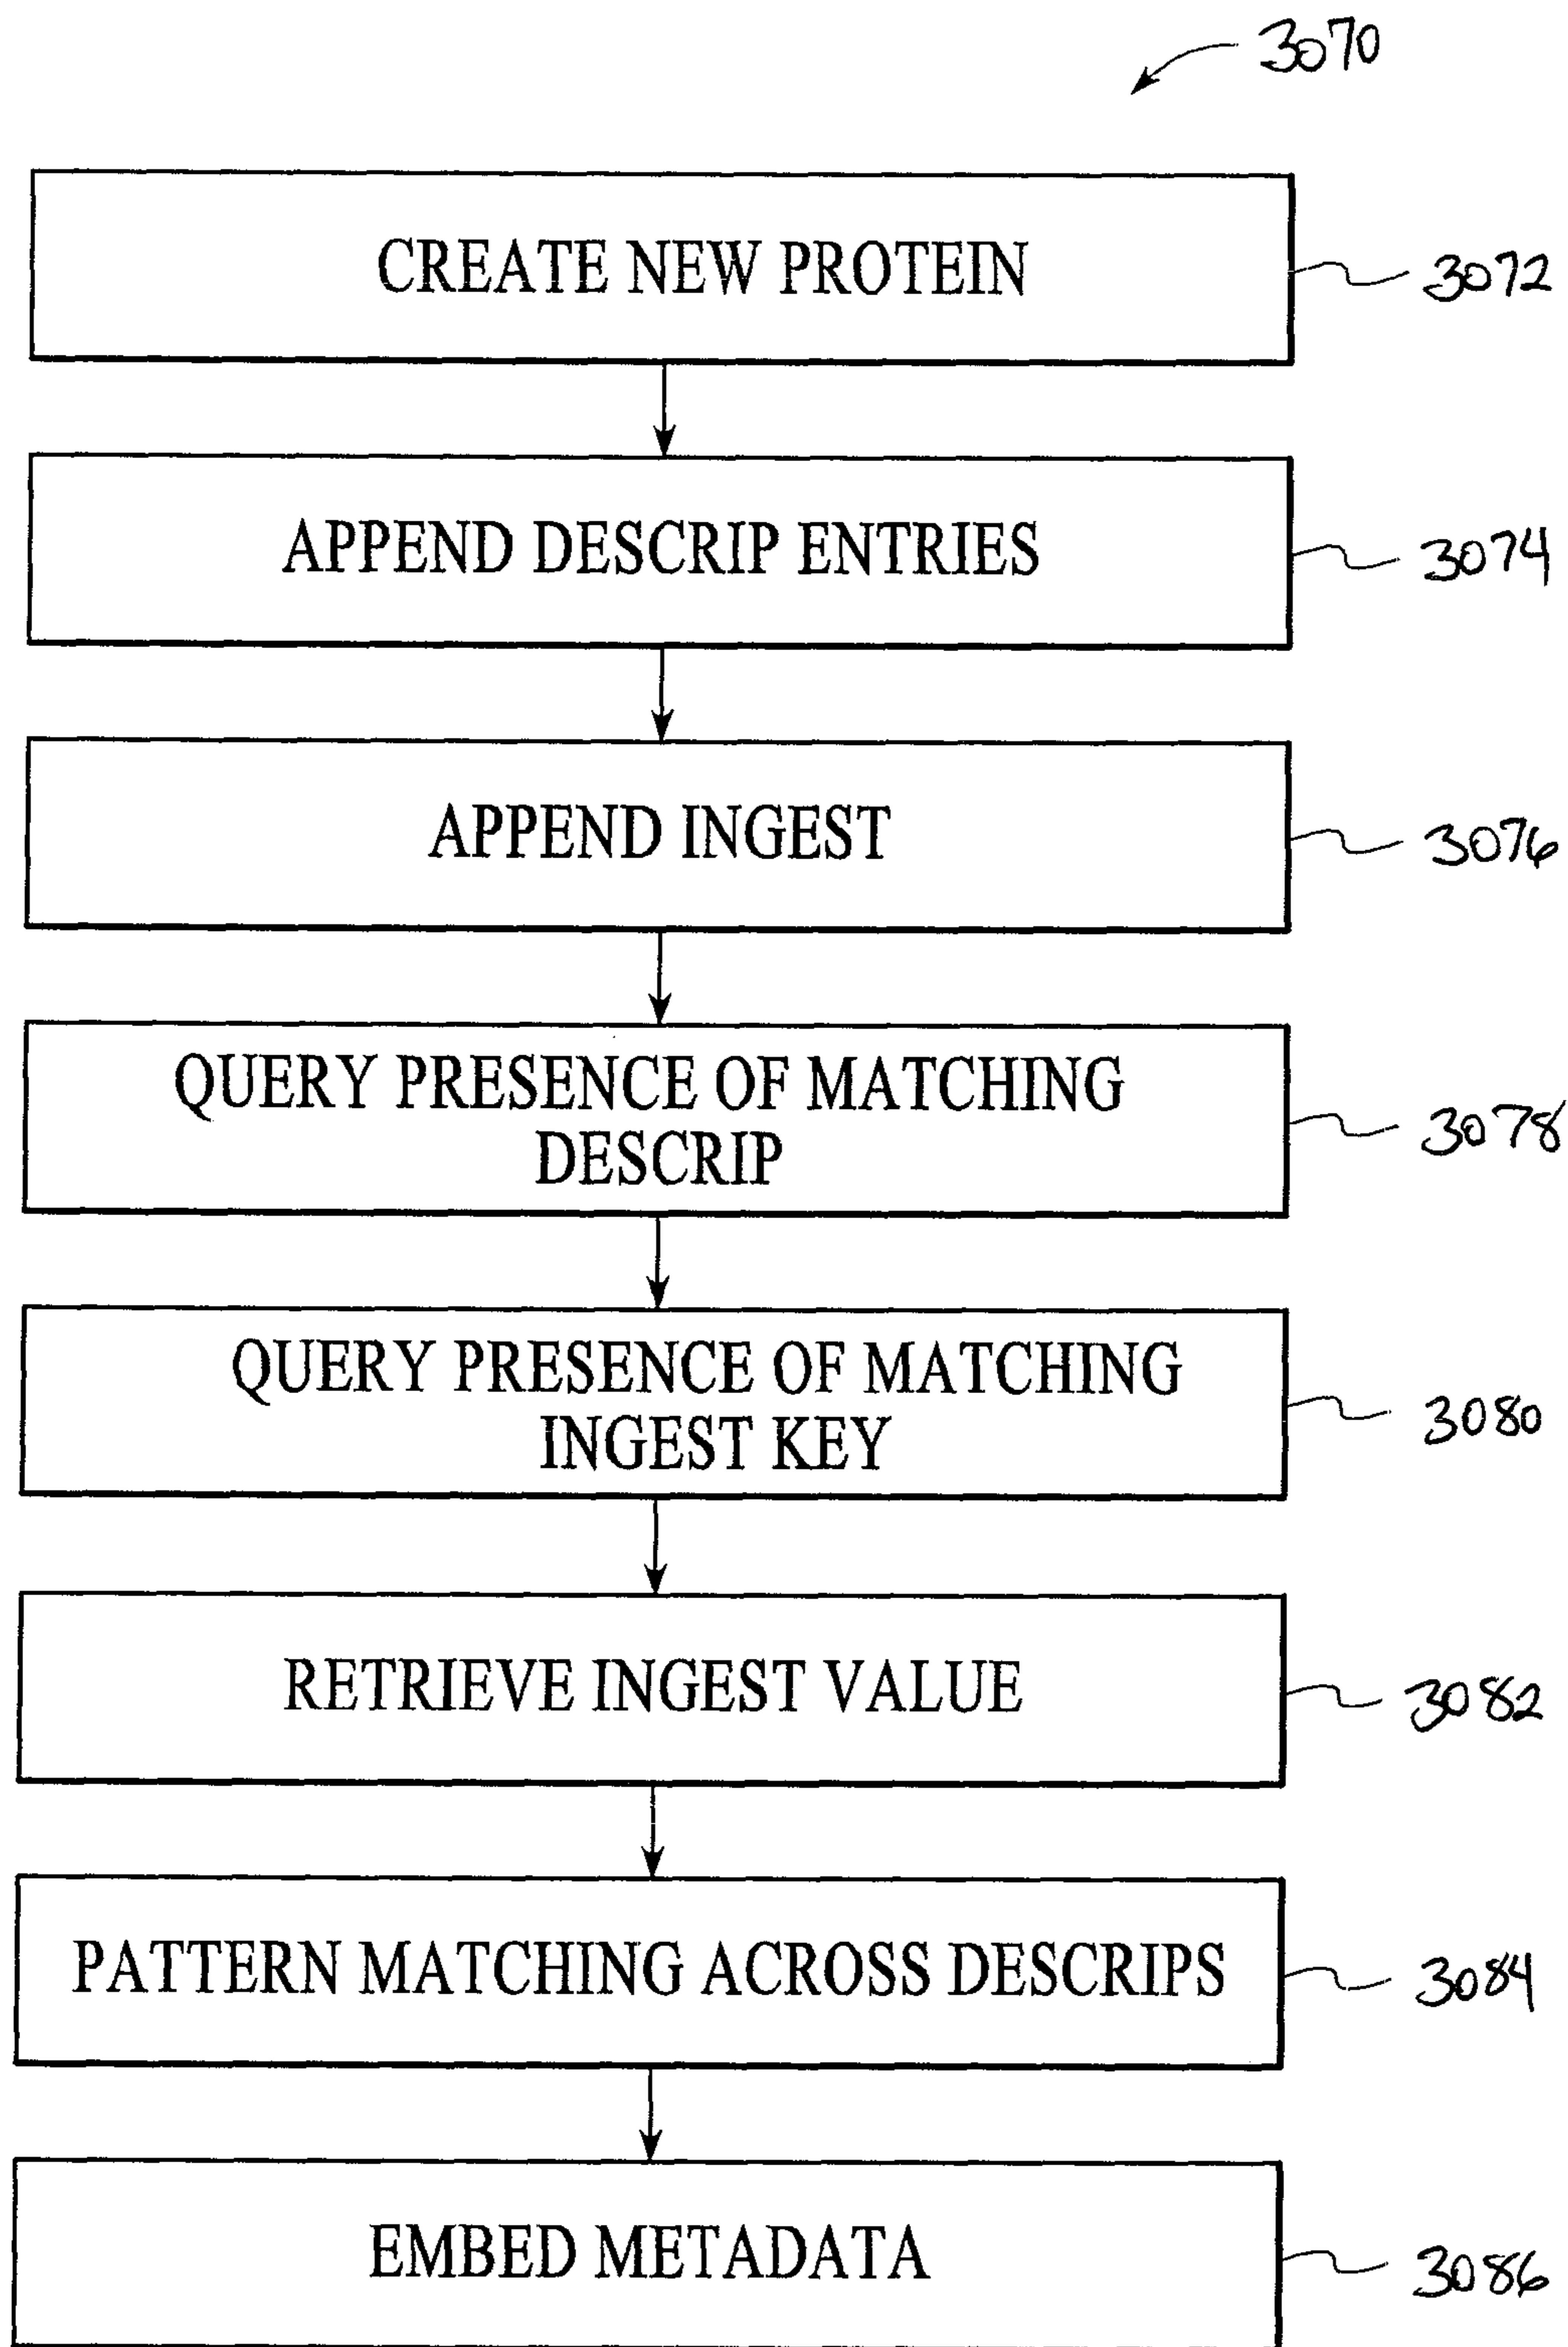 3070
CREATE NEW PROTEIN
3072
APPEND DESCRIP ENTRIES
3074
APPEND INGEST
3076
QUERY PRESENCE OF MATCHING
DESCRIP
3078
QUERY PRESENCE OF MATCHING
INGEST KEY
3080
RETRIEVE INGEST VALUE
3082
PATTERN MATCHING ACROSS DESCRIPS
3084
EMBED METADATA
3086